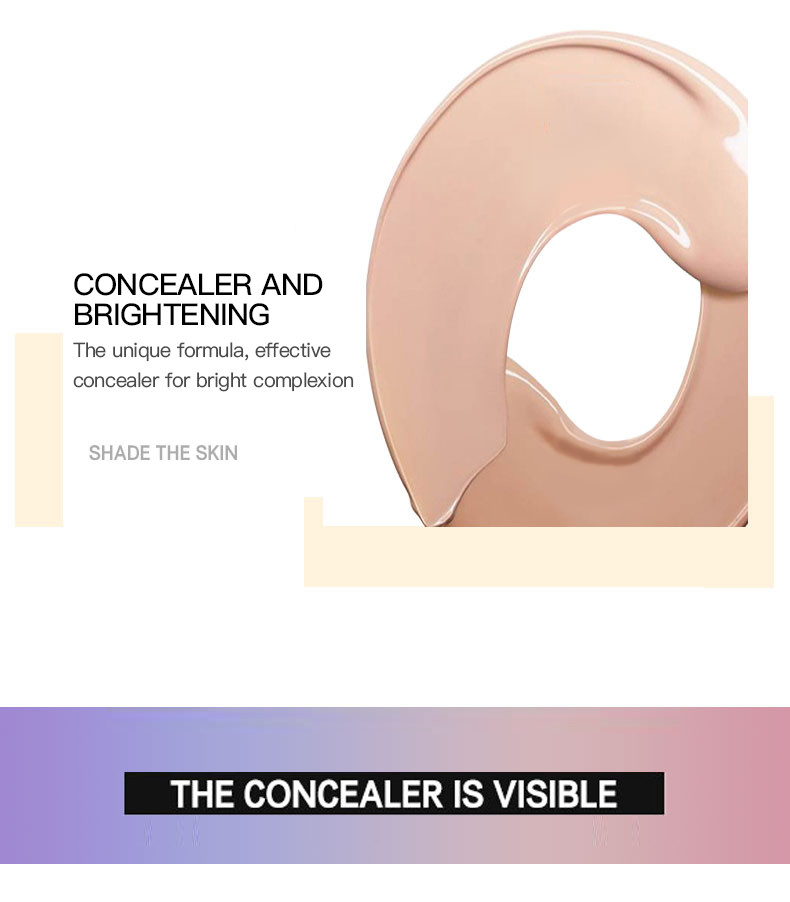 CONCEALER AND
BRIGHTENING
The unique formula, effective
concealer for bright complexion
SHADE THE SKIN
THE CONCEALER IS VISIBLE